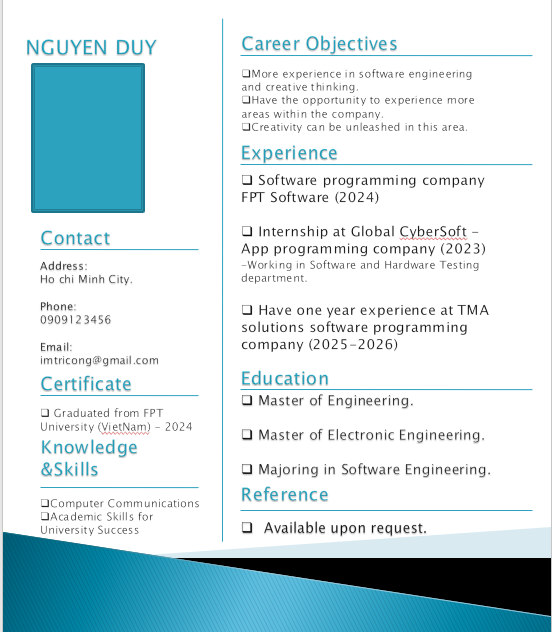 NGUYEN DUY
Contact
Address:
Ho chi Minh City.
Phone:
0909123456
Email:
imtricong@gmail.com
Certificate
❑ Graduated from FPT
University (VietNam) – 2024
Knowledge
&Skills
❑Computer Communications
❑Academic Skills for
University Success
Career Objectives
❑More experience in software engineering
and creative thinking.
❑Have the opportunity to experience more
areas within the company.
❑Creativity can be unleashed in this area.
Experience
❑ Software programming company
FPT Software (2024)
❑ Internship at Global CyberSoft –
App programming company (2023)
-Working in Software and Hardware Testing
department.
❑ Have one year experience at TMA
solutions software programming
company (2025-2026)
Education
❑ Master of Engineering.
❑ Master of Electronic Engineering.
❑ Majoring in Software Engineering.
Reference
❑ Available upon request.